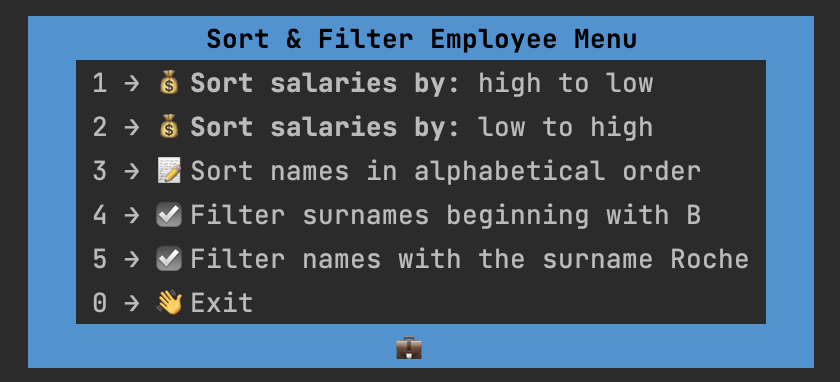 Sort & Filter Employee Menu
1 → 💰 Sort salaries by: high to low
2 → 💰 Sort salaries by: low to high
3 → 📝 Sort names in alphabetical order
4 → ☑️ Filter surnames beginning with B
5 → ☑️ Filter names with the surname Roche
0 → 👋 Exit